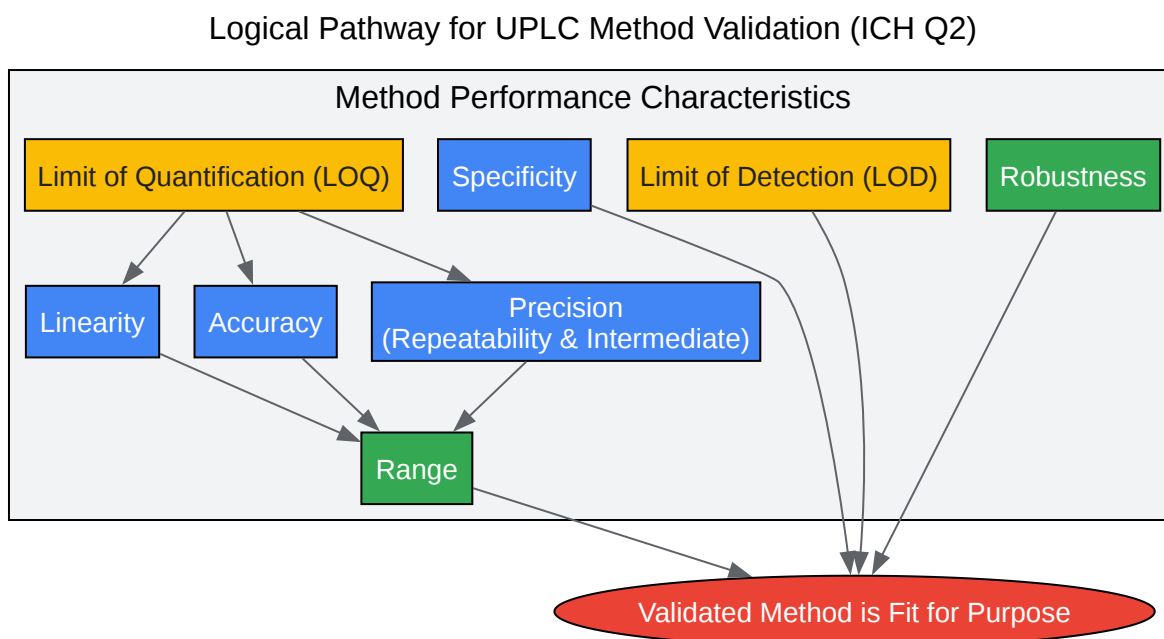 Logical Pathway for UPLC Method Validation (ICH Q2)
Method Performance Characteristics
Limit of Quantification (LOQ)
Specificity
Limit of Detection (LOD)
Robustness
Linearity
Accuracy
Precision
(Repeatability & Intermediate)
Range
Validated Method is Fit for Purpose